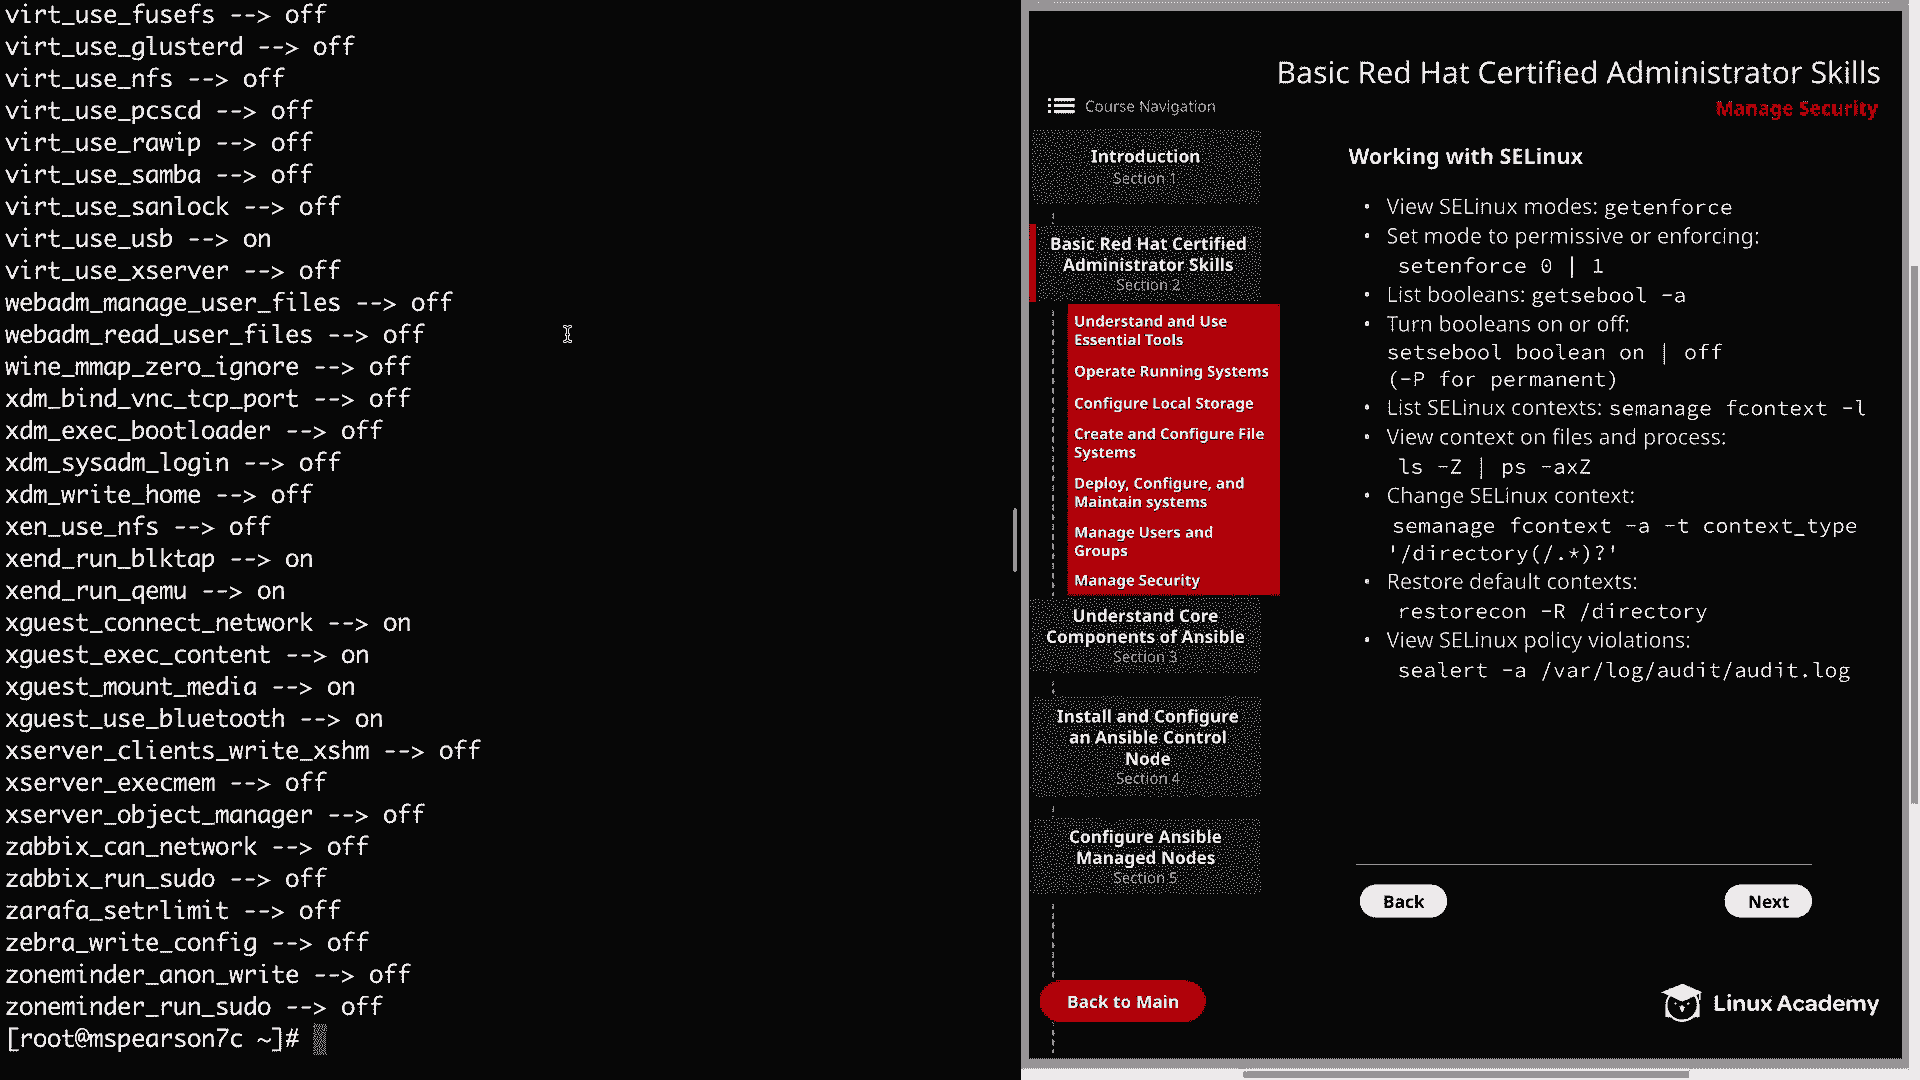 virt_use_fusefs --> off
virt_use_glusterd --> off
virt_use_nfs --> off
virt_use_pcscd --> off
virt_use_rawip --> off
virt_use_samba --> off
virt_use_sanlock --> off
virt_use_usb --> on
virt_use_xserver --> off
webadm_manage_user_files --> off
webadm_read_user_files --> off
wine_mmap_zero_ignore --> off
xdm_bind_vnc_tcp_port --> off
xdm_exec_bootloader --> off
xdm_sysadm_login --> off
xdm_write_home --> off
xen_use_nfs --> off
xend_run_blktap --> on
xend_run_qemu --> on
xguest_connect_network --> on
xguest_exec_content --> on
xguest_mount_media --> on
xguest_use_bluetooth --> on
xserver_clients_write_xshm --> off
xserver_execmem --> off
xserver_object_manager --> off
zabbix_can_network --> off
zabbix_run_sudo --> off
zarafa_setrlimit --> off
zebra_write_config --> off
zoneminder_anon_write --> off
zoneminder_run_sudo --> off
[root@mspearson7c ~]#
Basic Red Hat Certified Administrator Skills
Manage Security
Course Navigation
Introduction
Section 1
Basic Red Hat Certified
Administrator Skills
Section 2
Understand and Use
Essential Tools
Operate Running Systems
Configure Local Storage
Create and Configure File
Systems
Deploy, Configure, and
Maintain systems
Manage Users and
Groups
Manage Security
Understand Core
Components of Ansible
Section 3
Install and Configure
an Ansible Control
Node
Section 4
Configure Ansible
Managed Nodes
Section 5
Back to Main
Working with SELinux
• View SELinux modes: getenforce
• Set mode to permissive or enforcing:
setenforce 0 | 1
• List booleans: getsebool -a
• Turn booleans on or off:
setsebool boolean on | off
(-P for permanent)
• List SELinux contexts: semanage fcontext -l
• View context on files and process:
ls -Z | ps -axZ
• Change SELinux context:
semanage fcontext -a -t context_type
'/directory(/.*)?'
• Restore default contexts:
restorecon -R /directory
• View SELinux policy violations:
sealert -a /var/log/audit/audit.log
Back
Next
Linux Academy